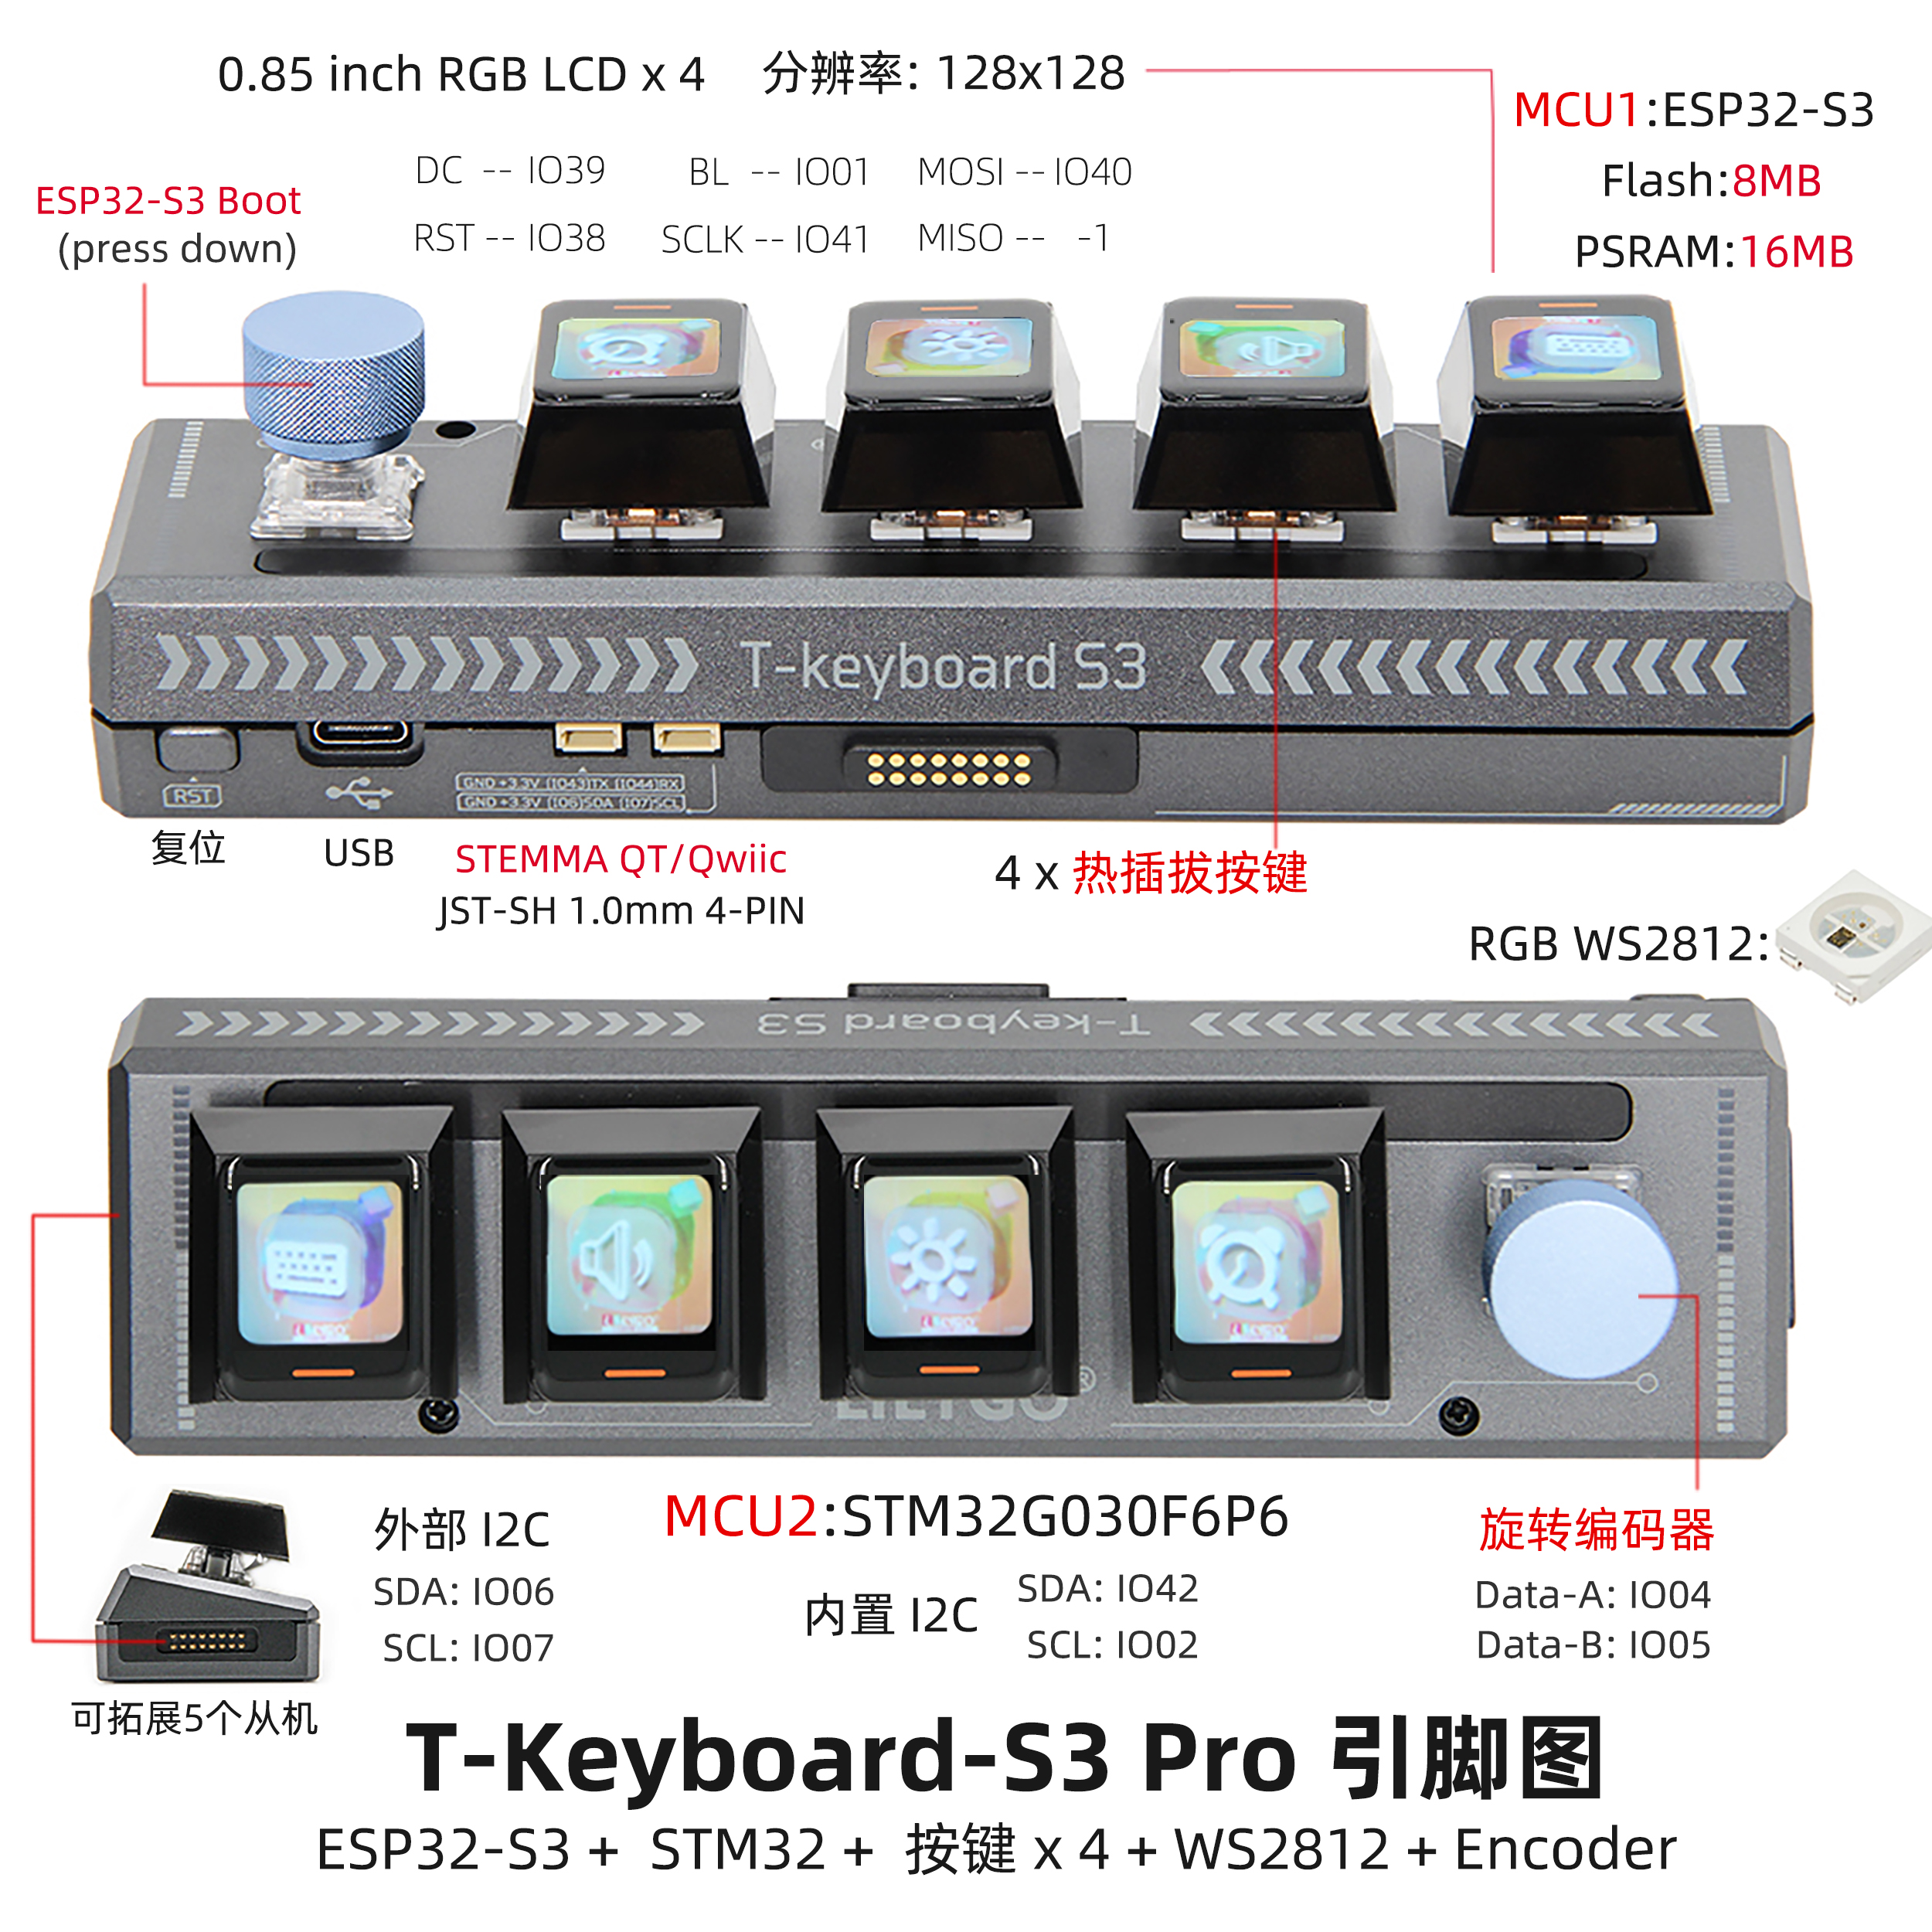 0.85 inch RGB LCD x 4 分辨率: 128x128
MCU1:ESP32-S3
Flash:8MB
PSRAM:16MB
DC -- IO39 BL -- IO01 MOSI -- IO40
RST -- IO38 SCLK -- IO41 MISO -- -1
ESP32-S3 Boot
(press down)
T-keyboard S3
RST
GND +3.3V (IO43)TX (IO44)RX
GND +3.3V (IO6)SDA (IO7)SCL
复位
USB
STEMMA QT/Qwiic
JST-SH 1.0mm 4-PIN
4 x 热插拔按键
RGB WS2812:
T-keyboard S3
LILYGO®
外部 I2C
SDA: IO06
SCL: IO07
MCU2:STM32G030F6P6
内置 I2C
SDA: IO42
SCL: IO02
旋转编码器
Data-A: IO04
Data-B: IO05
可拓展5个从机
T-Keyboard-S3 Pro 引脚图
ESP32-S3 + STM32 + 按键 x 4 + WS2812 + Encoder